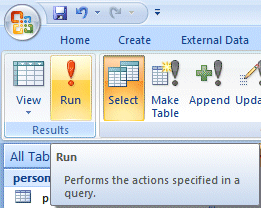 Home Create External Data
View Run Select Make Table Append Upda
Results
All Tab
Run
person
Performs the actions specified in a
p
query.